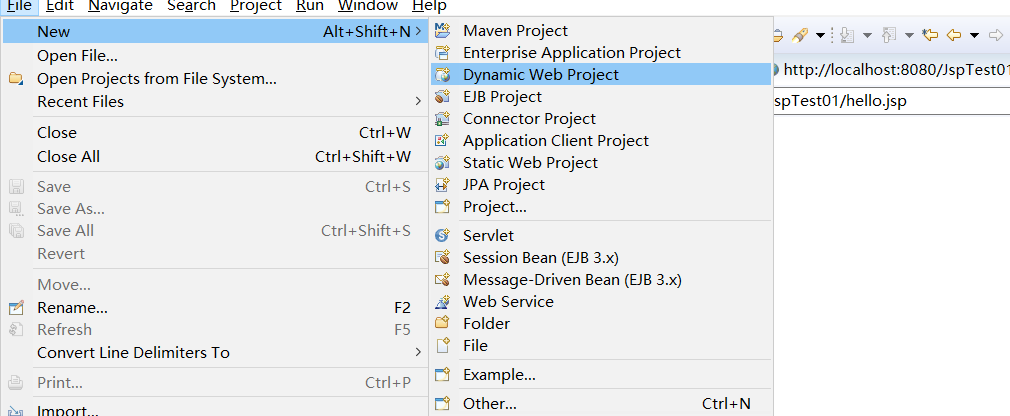 File Edit Navigate Search Project Run Window Help
New Alt+Shift+N
Open File...
Open Projects from File System...
Recent Files
Close Ctrl+W
Close All Ctrl+Shift+W
Save Ctrl+S
Save As...
Save All Ctrl+Shift+S
Revert
Move...
Rename... F2
Refresh F5
Convert Line Delimiters To
Print... Ctrl+P
Import...
Maven Project
Enterprise Application Project
Dynamic Web Project
EJB Project
Connector Project
Application Client Project
Static Web Project
JPA Project
Project...
Servlet
Session Bean (EJB 3.x)
Message-Driven Bean (EJB 3.x)
Web Service
Folder
File
Example...
Other... Ctrl+N
http://localhost:8080/JspTest01
spTest01/hello.jsp